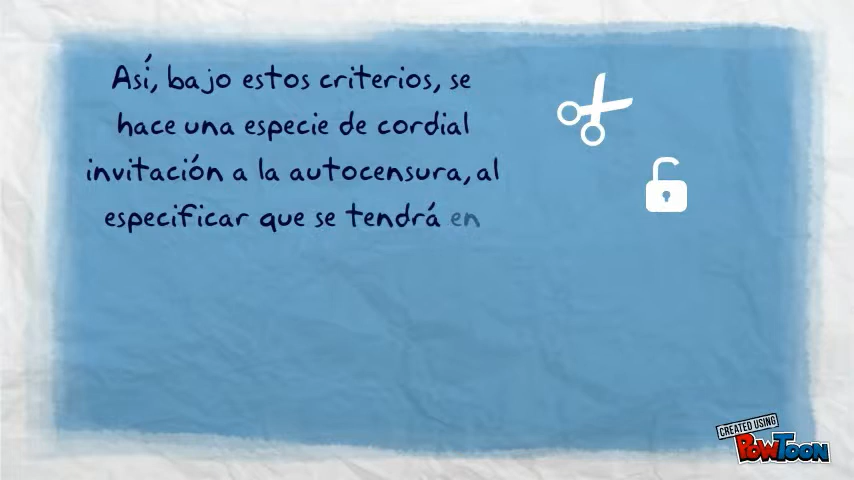 Así, bajo estos criterios, se
hace una especie de cordial
invitación a la autocensura, al
especificar que se tendrá en
CREATED USING
POWTOON